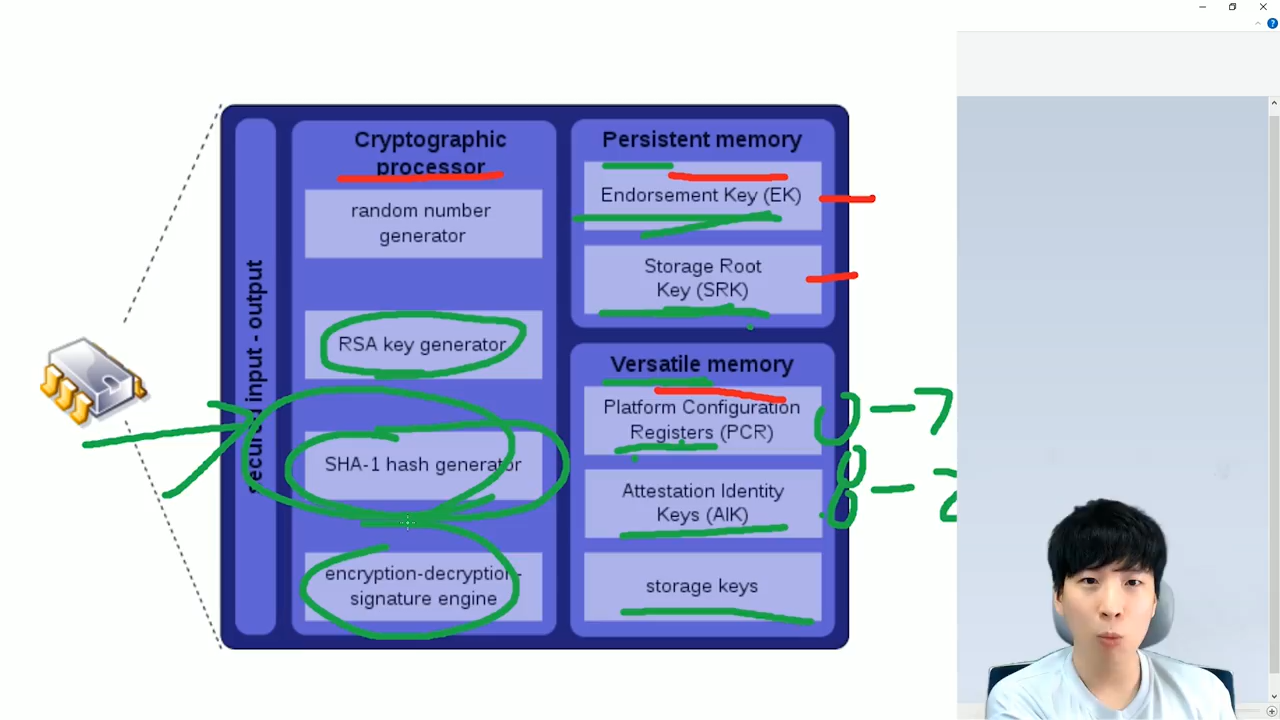 Cryptographic
processor
random number
generator
RSA key generator
SHA-1 hash generator
encryption-decryption-
signature engine
secured input - output
Persistent memory
Endorsement Key (EK)
Storage Root
Key (SRK)
Versatile memory
Platform Configuration
Registers (PCR)
Attestation Identity
Keys (AIK)
storage keys
0-7
8-2